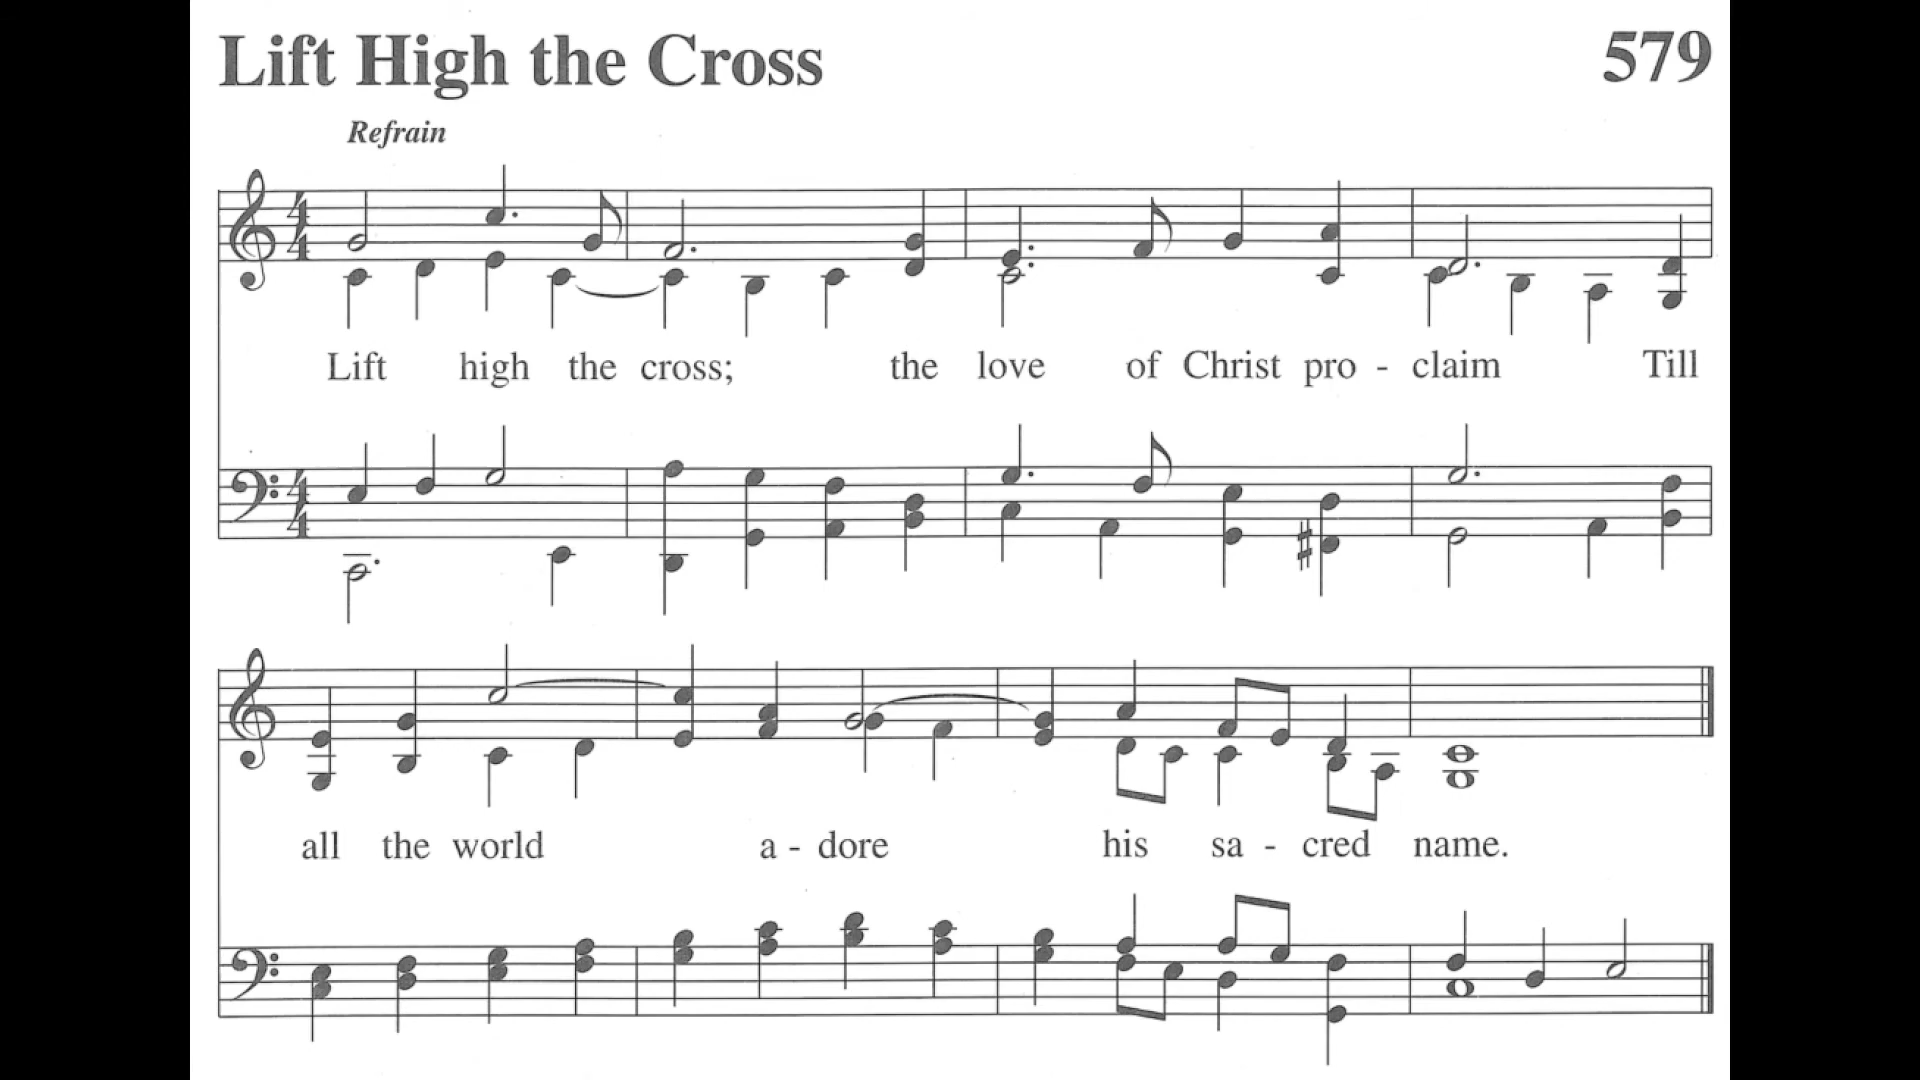 Lift High the Cross 579
Refrain
Lift high the cross; the love of Christ pro - claim Till
all the world a - dore his sa - cred name.